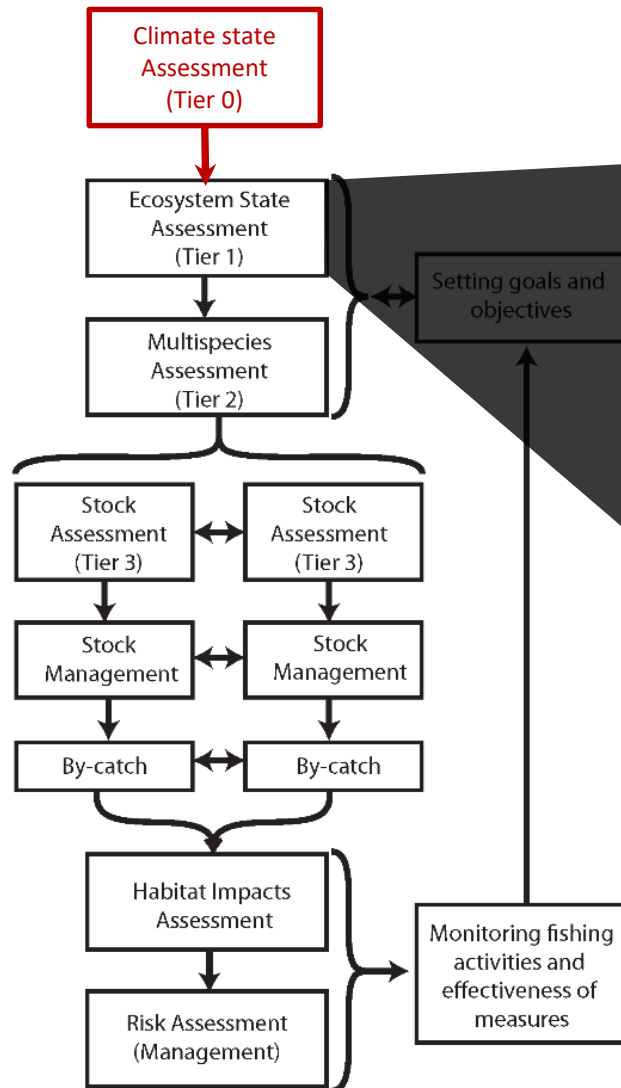 Climate state
Assessment
(Tier 0)
Ecosystem State
Assessment
(Tier 1)
Setting goals and
objectives
Multispecies
Assessment
(Tier 2)
Stock
Assessment
(Tier 3)
Stock
Assessment
(Tier 3)
Stock
Management
Stock
Management
By-catch
By-catch
Habitat Impacts
Assessment
Monitoring fishing
activities and
effectiveness of
measures
Risk Assessment
(Management)